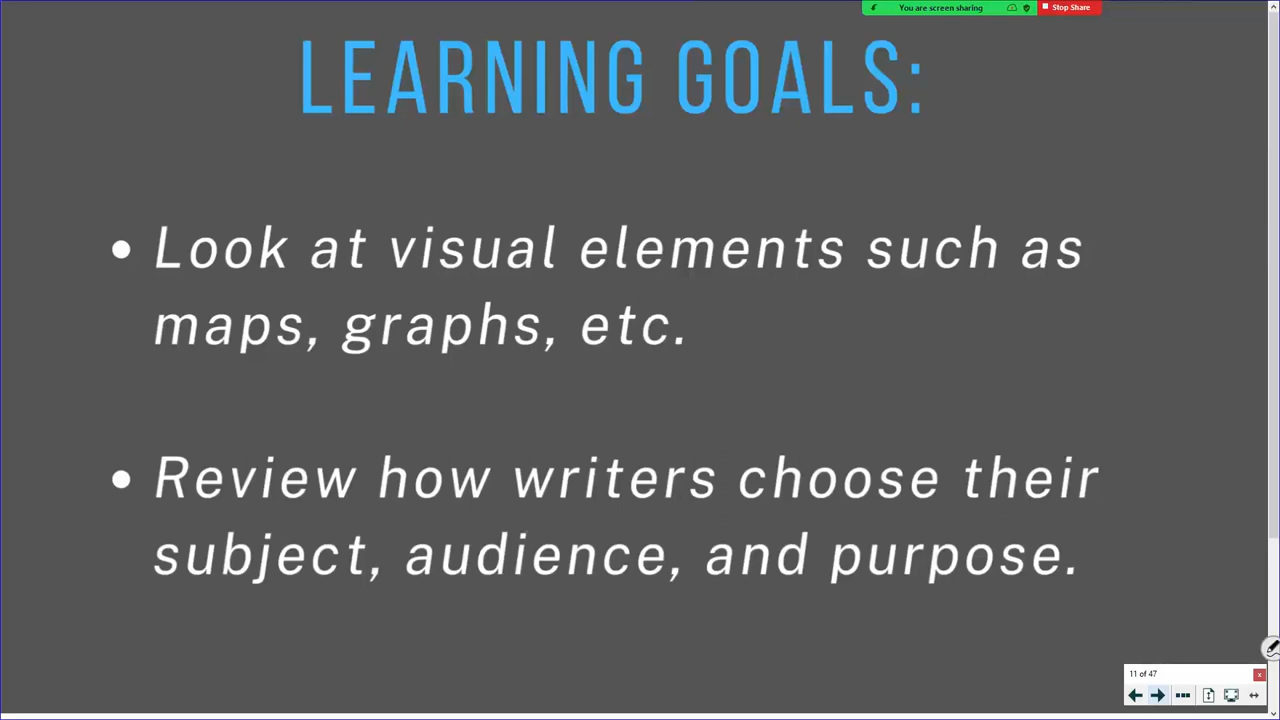 You are screen sharing
Stop Share
LEARNING GOALS:
• Look at visual elements such as
maps, graphs, etc.
• Review how writers choose their
subject, audience, and purpose.
11 of 47
x